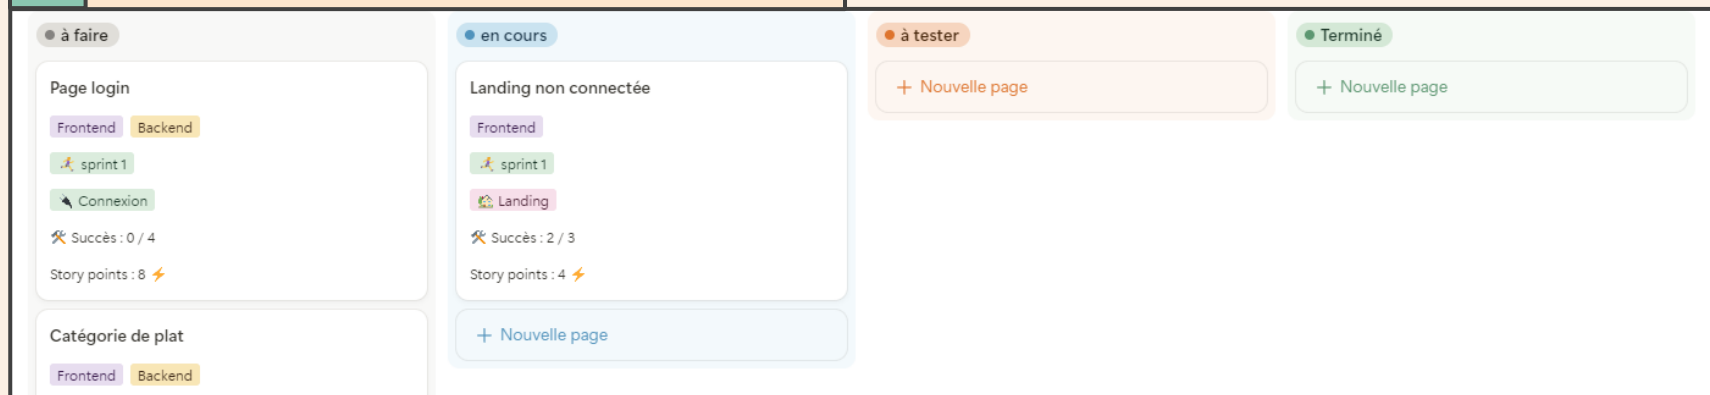 à faire
Page login
Frontend Backend
sprint 1
Connexion
Succès : 0 / 4
Story points : 8
Catégorie de plat
Frontend Backend
en cours
Landing non connectée
Frontend
sprint 1
Landing
Succès : 2 / 3
Story points : 4
+ Nouvelle page
à tester
+ Nouvelle page
Terminé
+ Nouvelle page